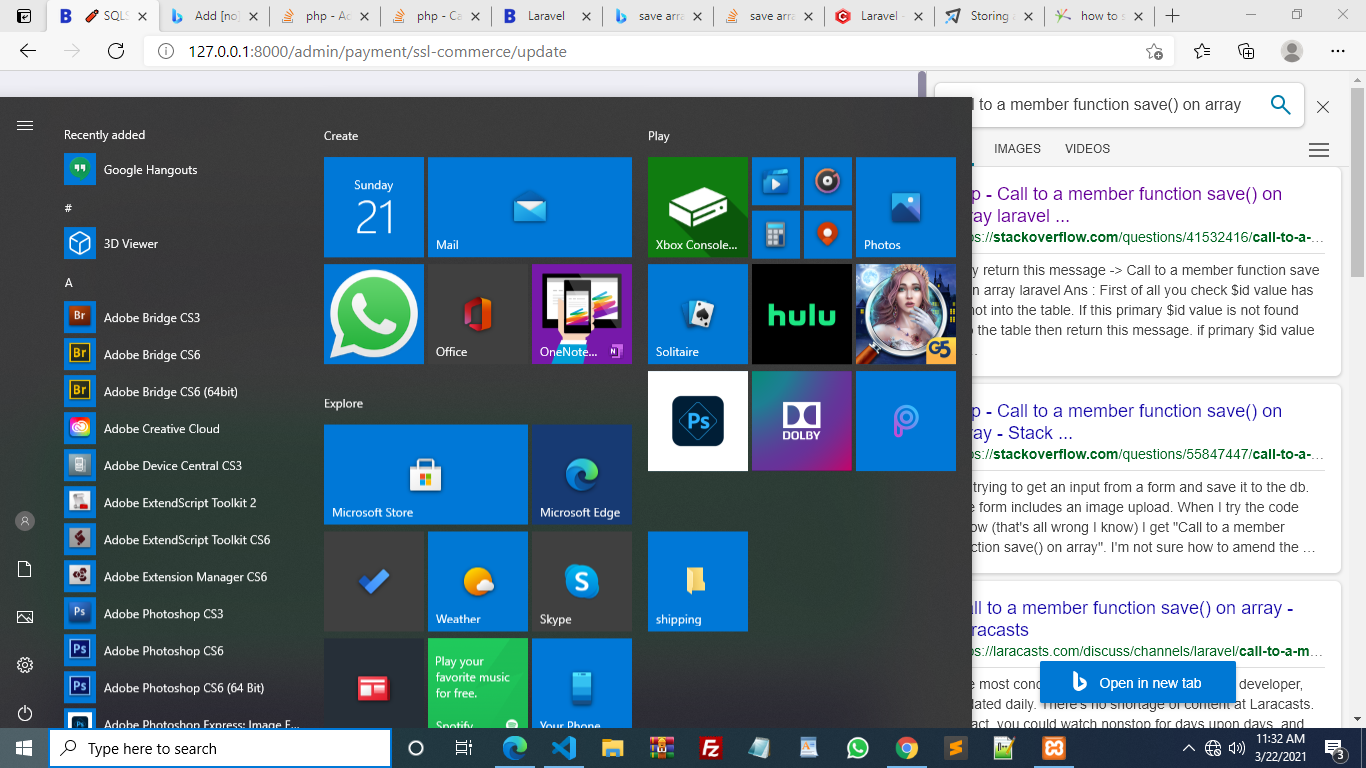 SQLS
Add [no]
php - Ad
php - Ca
Laravel
save arra
save arra
Laravel -
Storing a
how to s
127.0.0.1:8000/admin/payment/ssl-commerce/update
l to a member function save() on array
IMAGES
VIDEOS
Recently added
Google Hangouts
#
3D Viewer
A
Adobe Bridge CS3
Adobe Bridge CS6
Adobe Bridge CS6 (64bit)
Adobe Creative Cloud
Adobe Device Central CS3
Adobe ExtendScript Toolkit 2
Adobe ExtendScript Toolkit CS6
Adobe Extension Manager CS6
Adobe Photoshop CS3
Adobe Photoshop CS6
Adobe Photoshop CS6 (64 Bit)
Adobe Photoshop Express: Image E...
Create
Sunday
21
Mail
Office
OneNote...
Explore
Microsoft Store
Microsoft Edge
Weather
Skype
Play your
favorite music
for free.
Spotify
Your Phone
Play
Xbox Console...
Photos
Solitaire
hulu
G5
Ps
DOLBY
shipping
p - Call to a member function save() on
ray laravel ...
ps://stackoverflow.com/questions/41532416/call-to-a-...
y return this message -> Call to a member function save
n array laravel Ans : First of all you check $id value has
not into the table. If this primary $id value is not found
o the table then return this message. if primary $id value
.
p - Call to a member function save() on
ray - Stack ...
ps://stackoverflow.com/questions/55847447/call-to-a-...
trying to get an input from a form and save it to the db.
e form includes an image upload. When I try the code
ow (that's all wrong I know) I get "Call to a member
ction save() on array". I'm not sure how to amend the ...
all to a member function save() on array -
aracasts
ps://laracasts.com/discuss/channels/laravel/call-to-a-m...
e most conc
developer,
dated daily. There's no shortage of content at Laracasts.
act, you could watch nonstop for days upon days, and
Open in new tab
Type here to search
11:32 AM
3/22/2021
3